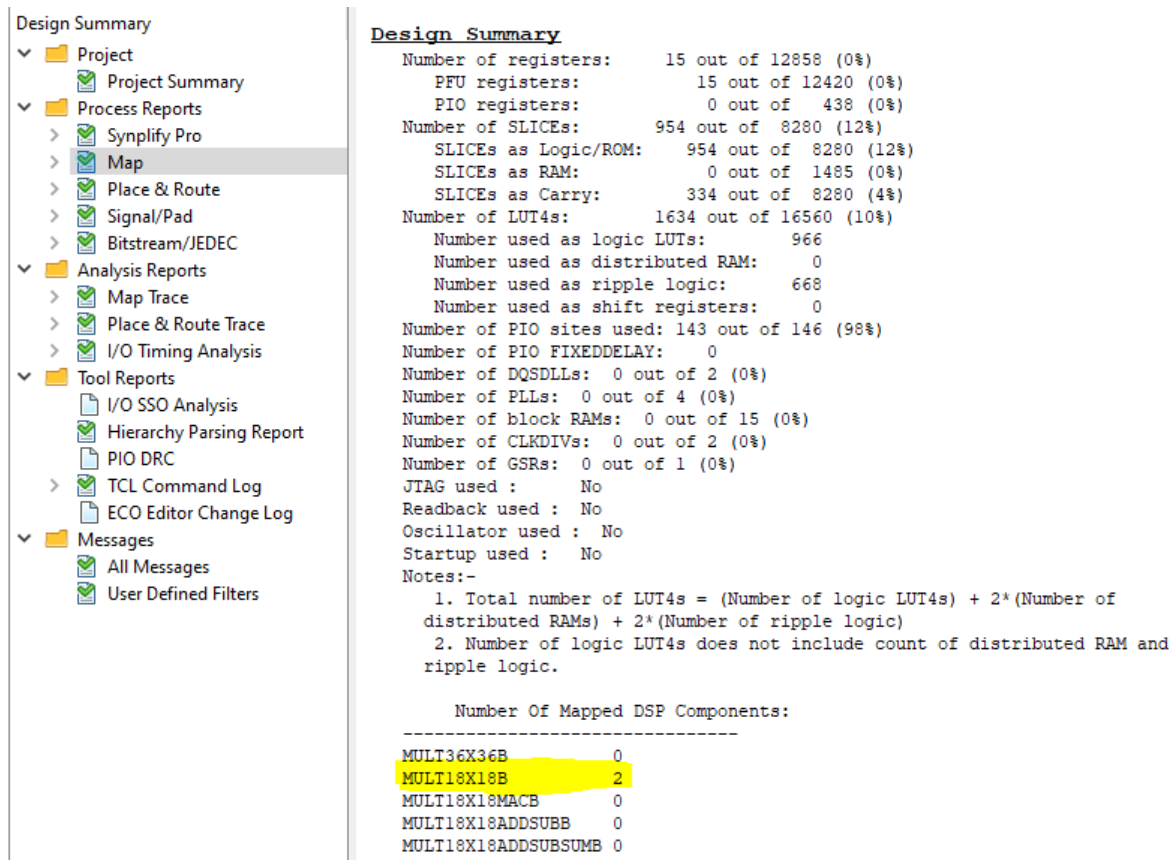 Design Summary
Project
Project Summary
Process Reports
Synplify Pro
Map
Place & Route
Signal/Pad
Bitstream/JEDEC
Analysis Reports
Map Trace
Place & Route Trace
I/O Timing Analysis
Tool Reports
I/O SSO Analysis
Hierarchy Parsing Report
PIO DRC
TCL Command Log
ECO Editor Change Log
Messages
All Messages
User Defined Filters
Design Summary
Number of registers: 15 out of 12858 (0%)
PFU registers: 15 out of 12420 (0%)
PIO registers: 0 out of 438 (0%)
Number of SLICEs: 954 out of 8280 (12%)
SLICEs as Logic/ROM: 954 out of 8280 (12%)
SLICEs as RAM: 0 out of 1485 (0%)
SLICEs as Carry: 334 out of 8280 (4%)
Number of LUT4s: 1634 out of 16560 (10%)
Number used as logic LUTs: 966
Number used as distributed RAM: 0
Number used as ripple logic: 668
Number used as shift registers: 0
Number of PIO sites used: 143 out of 146 (98%)
Number of PIO FIXEDDELAY: 0
Number of DQSDLLs: 0 out of 2 (0%)
Number of PLLs: 0 out of 4 (0%)
Number of block RAMs: 0 out of 15 (0%)
Number of CLKDIVs: 0 out of 2 (0%)
Number of GSRs: 0 out of 1 (0%)
JTAG used : No
Readback used : No
Oscillator used : No
Startup used : No
Notes:-
1. Total number of LUT4s = (Number of logic LUT4s) + 2*(Number of
distributed RAMs) + 2*(Number of ripple logic)
2. Number of logic LUT4s does not include count of distributed RAM and
ripple logic.
Number Of Mapped DSP Components:
--------------------------------
MULT36X36B 0
MULT18X18B 2
MULT18X18MACB 0
MULT18X18ADDSUBB 0
MULT18X18ADDSUBSUMB 0